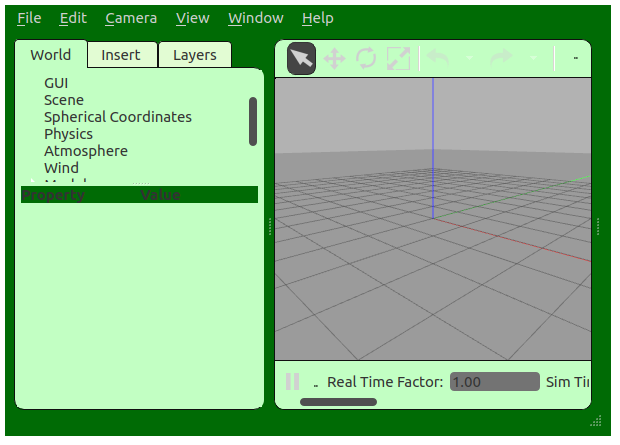 File Edit Camera View Window Help
World Insert Layers
GUI
Scene
Spherical Coordinates
Physics
Atmosphere
Wind
Property Value
Real Time Factor: 1.00 Sim Ti